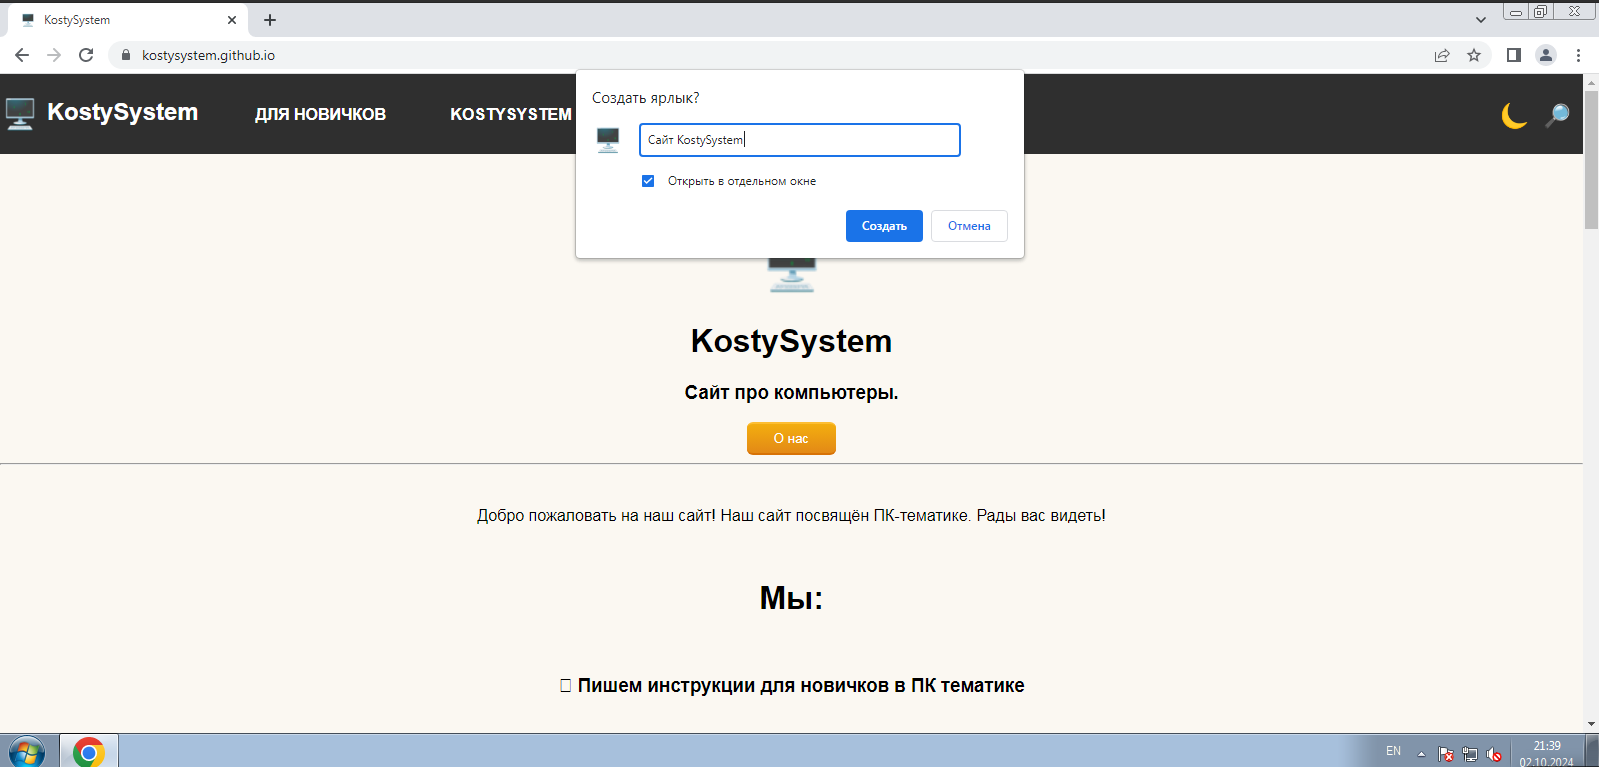 KostySystem
kostysystem.github.io
KostySystem
ДЛЯ НОВИЧКОВ
KOSTYSYSTEM
Создать ярлык?
Сайт KostySystem
Открыть в отдельном окне
Создать
Отмена
KostySystem
Сайт про компьютеры.
О нас
Добро пожаловать на наш сайт! Наш сайт посвящён ПК-тематике. Рады вас видеть!
Мы:
Пишем инструкции для новичков в ПК тематике
EN
21:39
02.10.2024